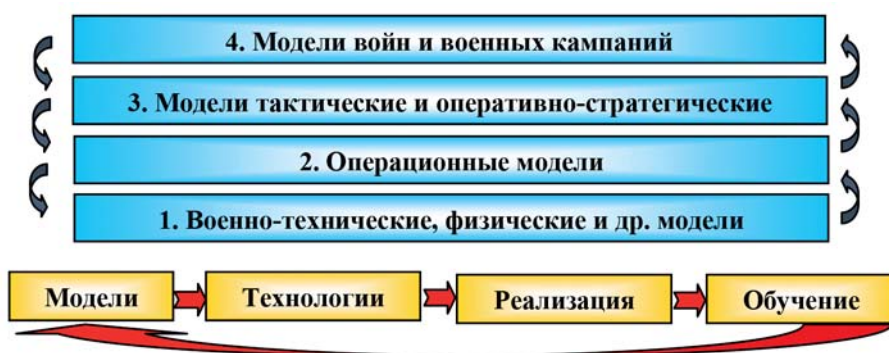 4. Модели войн и военных кампаний
3. Модели тактические и оперативно-стратегические
2. Операционные модели
1. Военно-технические, физические и др. модели
Модели
Технологии
Реализация
Обучение